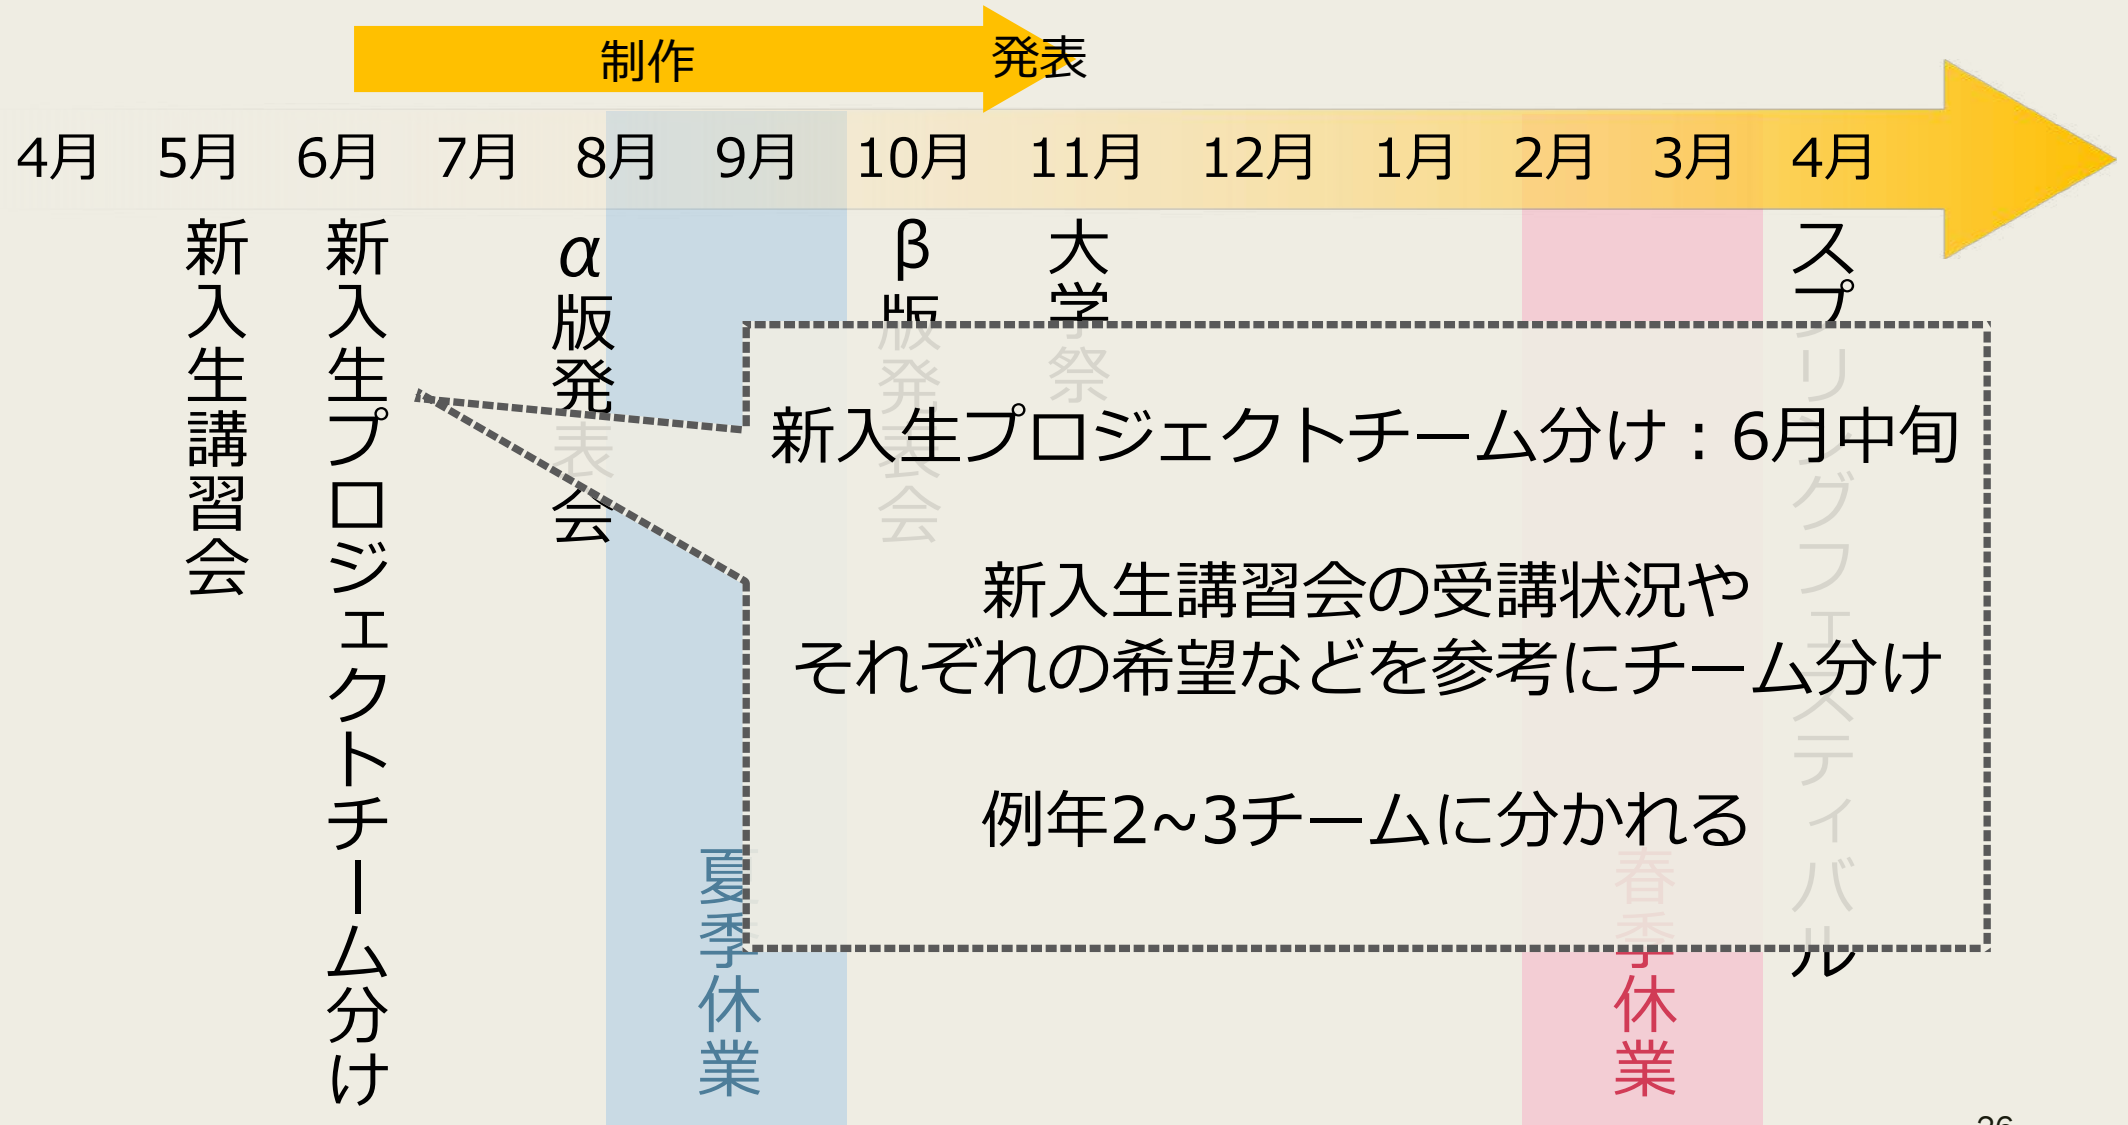 制作
発表
4月 5月 6月 7月 8月 9月 10月 11月 12月 1月 2月 3月 4月
新入生講習会
新入生プロジェクトチーム分け
α版発表会
β版発表会
大学祭
スプリングフェスティバル
新入生プロジェクトチーム分け：6月中旬
新入生講習会の受講状況や
それぞれの希望などを参考にチーム分け
例年2~3チームに分かれる
夏季休業
春季休業